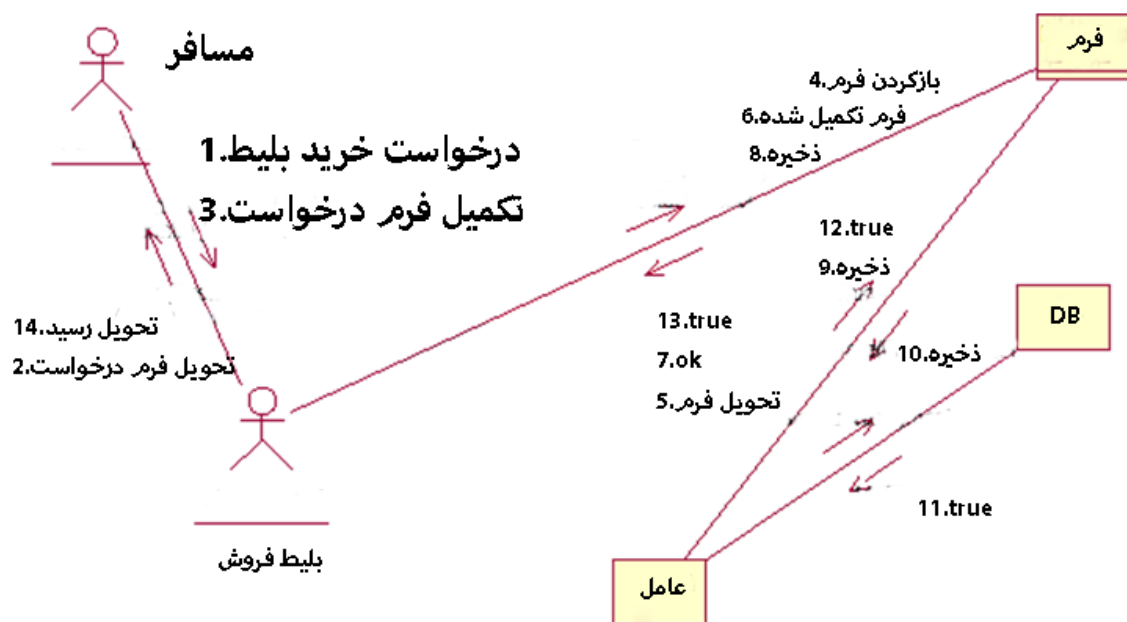 مسافر
فرم
4.بازکردن فرم
6.فرم تکمیل شده
8.ذخیره
1.درخواست خرید بلیط
3.تکمیل فرم درخواست
12.true
9.ذخیره
DB
14.تحویل رسید
2.تحویل فرم درخواست
13.true
7.ok
5.تحویل فرم
10.ذخیره
11.true
بلیط فروش
عامل